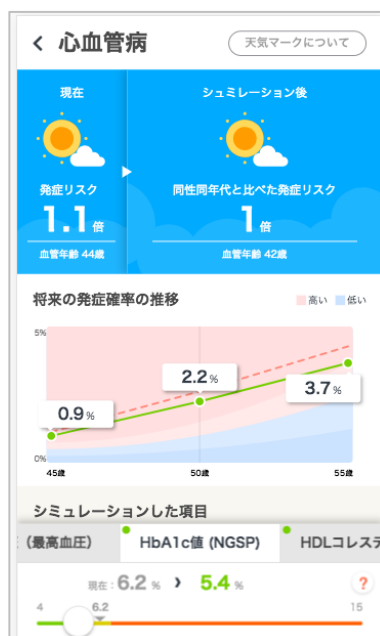 心血管病
天気マークについて
現在
シュミレーション後
発症リスク
同性同年代と比べた発症リスク
1.1倍
1倍
血管年齢 44歳
血管年齢 42歳
将来の発症確率の推移
高い 低い
5%
2.2%
3.7%
0.9%
0%
45歳 50歳 55歳
シミュレーションした項目
(最高血圧) HbA1c値 (NGSP) HDLコレステ
現在：6.2% 5.4% ?
4 6.2 15